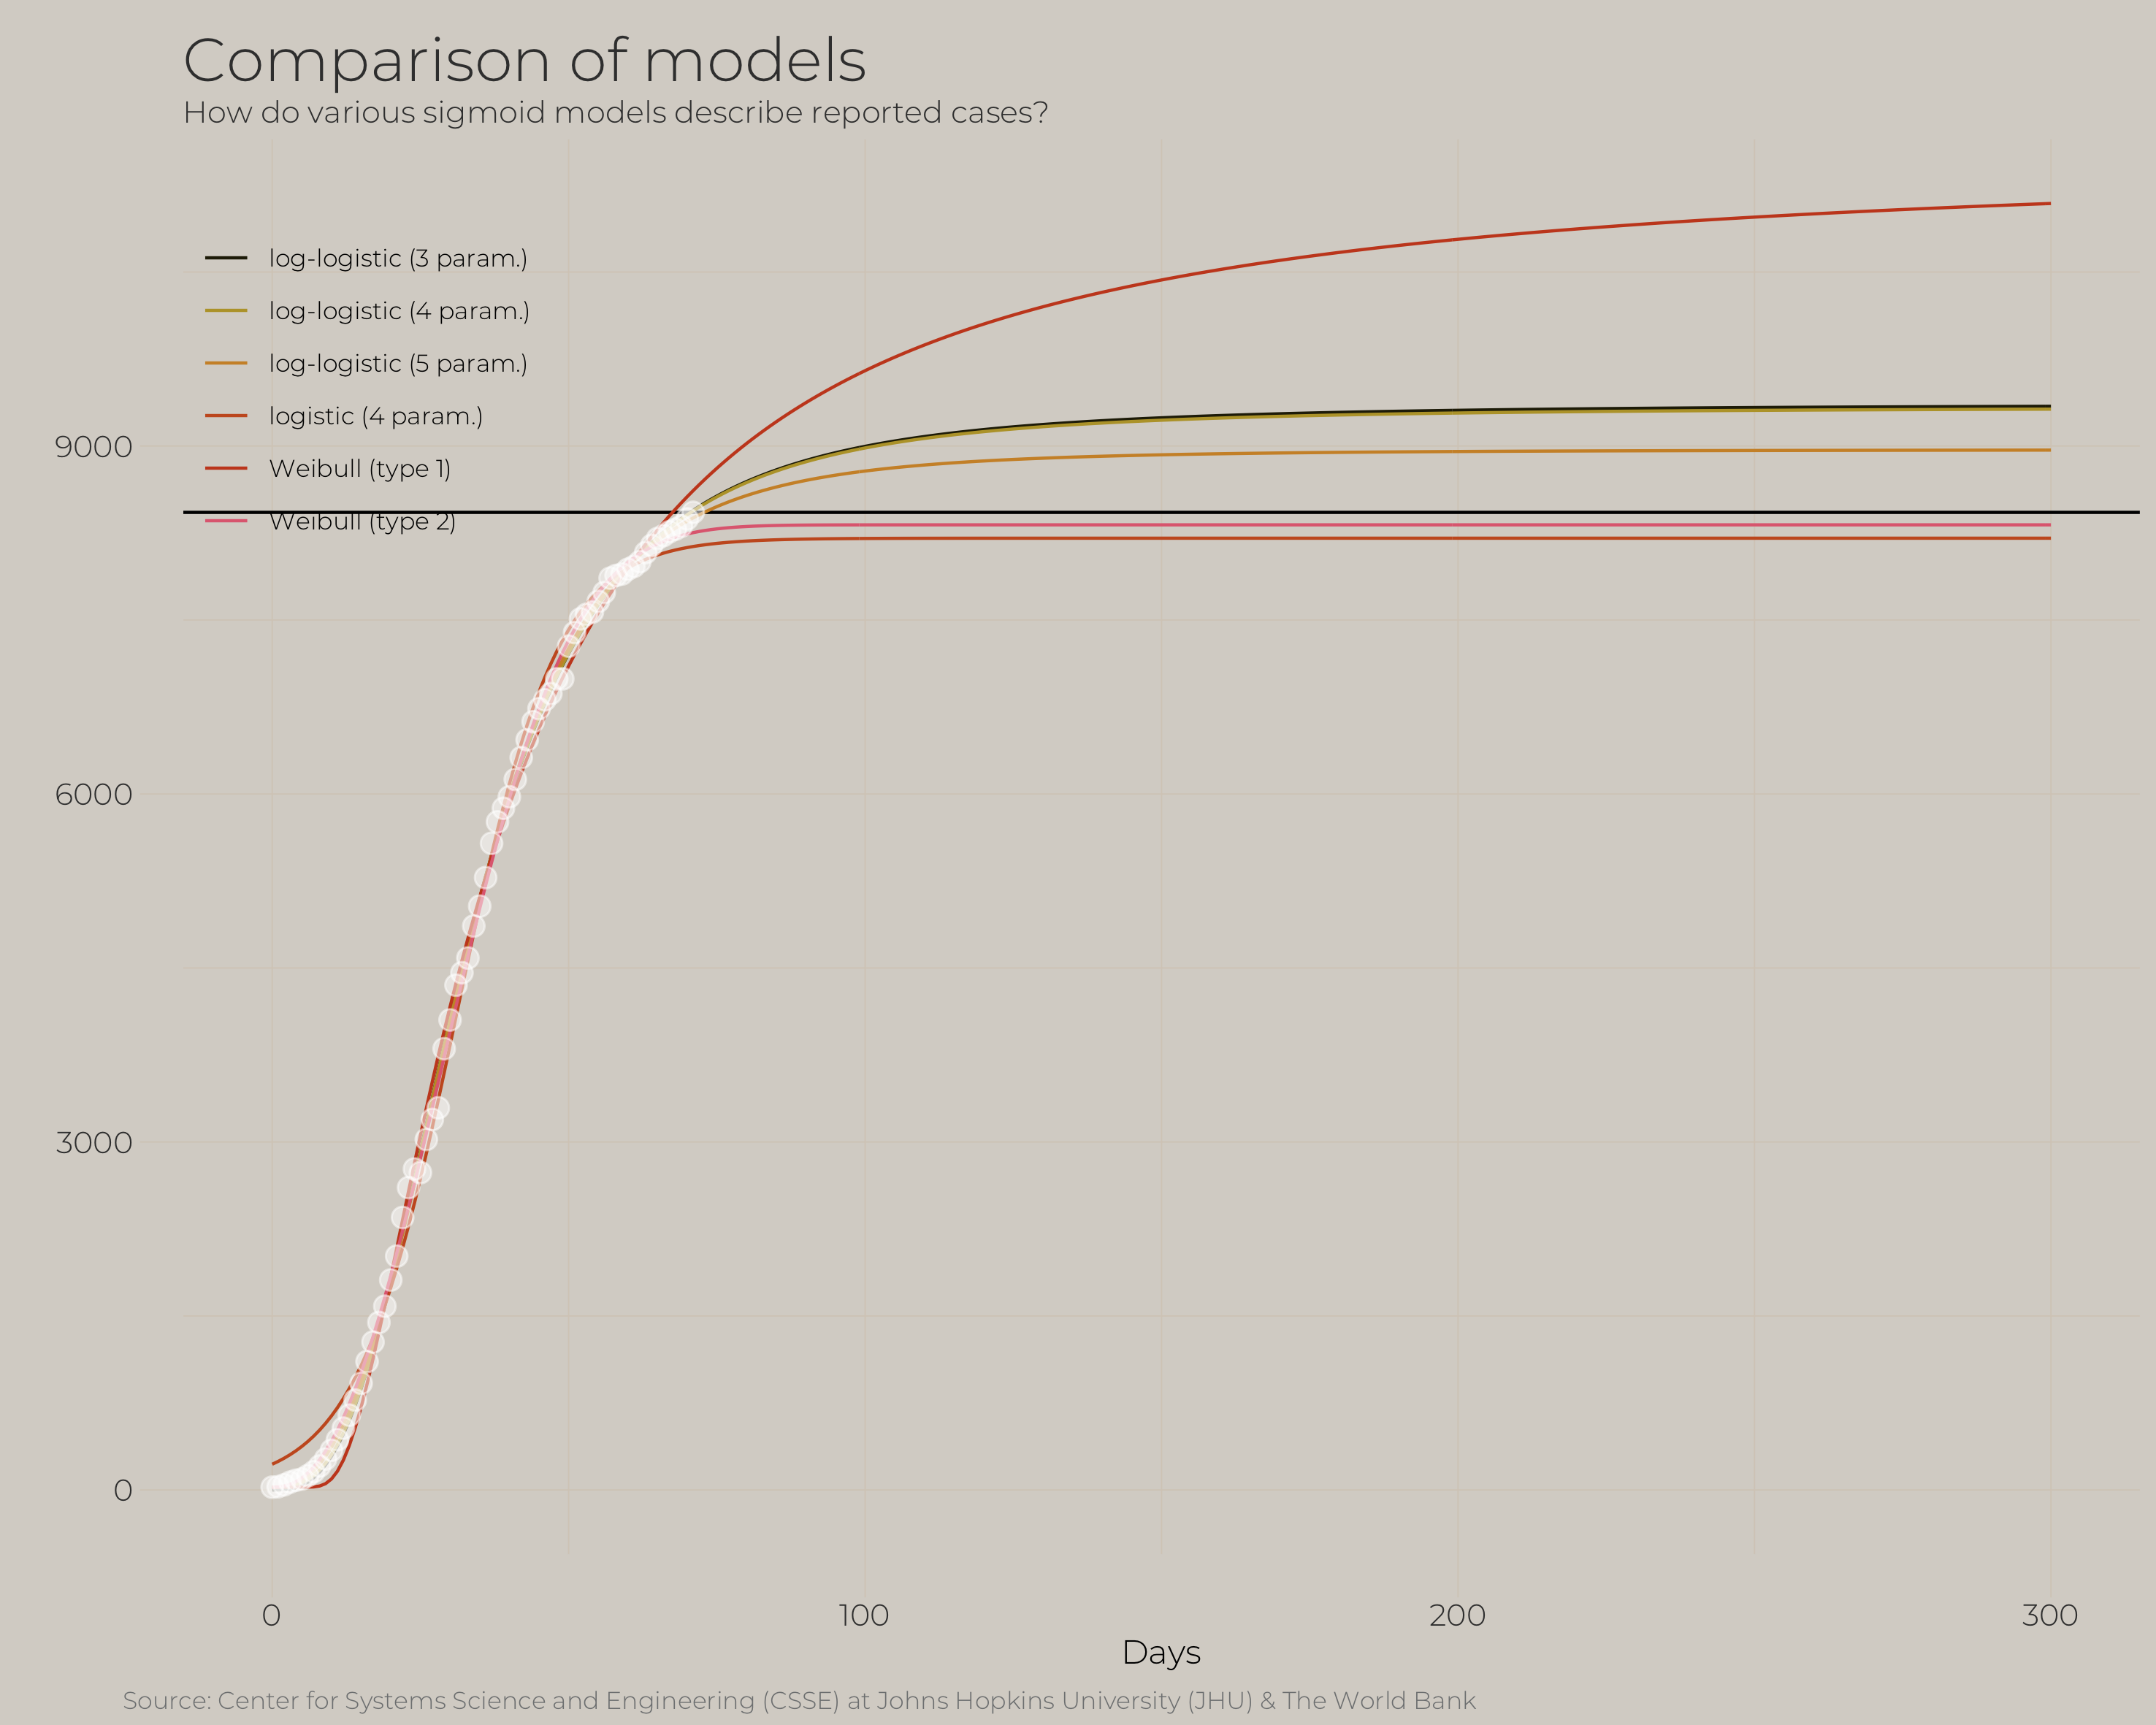 Comparison of models
How do various sigmoid models describe reported cases?
log-logistic (3 param.)
log-logistic (4 param.)
log-logistic (5 param.)
logistic (4 param.)
Weibull (type 1)
Weibull (type 2)
9000
6000
3000
0
0 100 200 300
Days
Source: Center for Systems Science and Engineering (CSSE) at Johns Hopkins University (JHU) & The World Bank